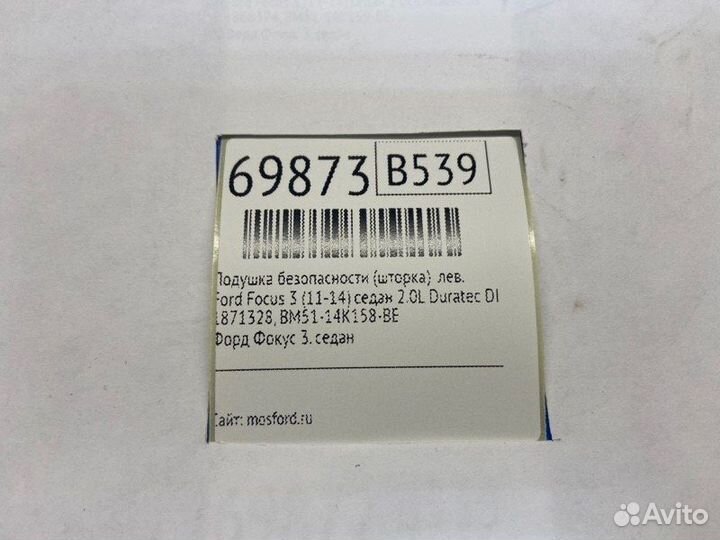 69873 B539
Подушка безопасности (шторка) лев.
Ford Focus 3 (11-14) седан 2.0L Duratec DI
1871328, BM51-14K158-BE
Форд Фокус 3. седан
Сайт: mosford.ru
Avito